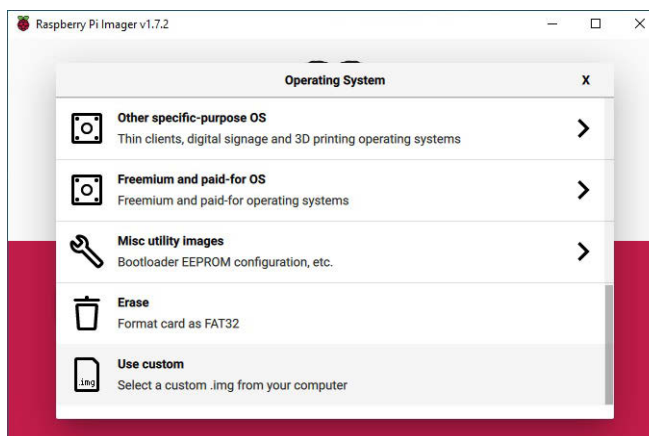 Raspberry Pi Imager v1.7.2
Operating System
X
Other specific-purpose OS
Thin clients, digital signage and 3D printing operating systems
Freemium and paid-for OS
Freemium and paid-for operating systems
Misc utility images
Bootloader EEPROM configuration, etc.
Erase
Format card as FAT32
.img
Use custom
Select a custom .img from your computer